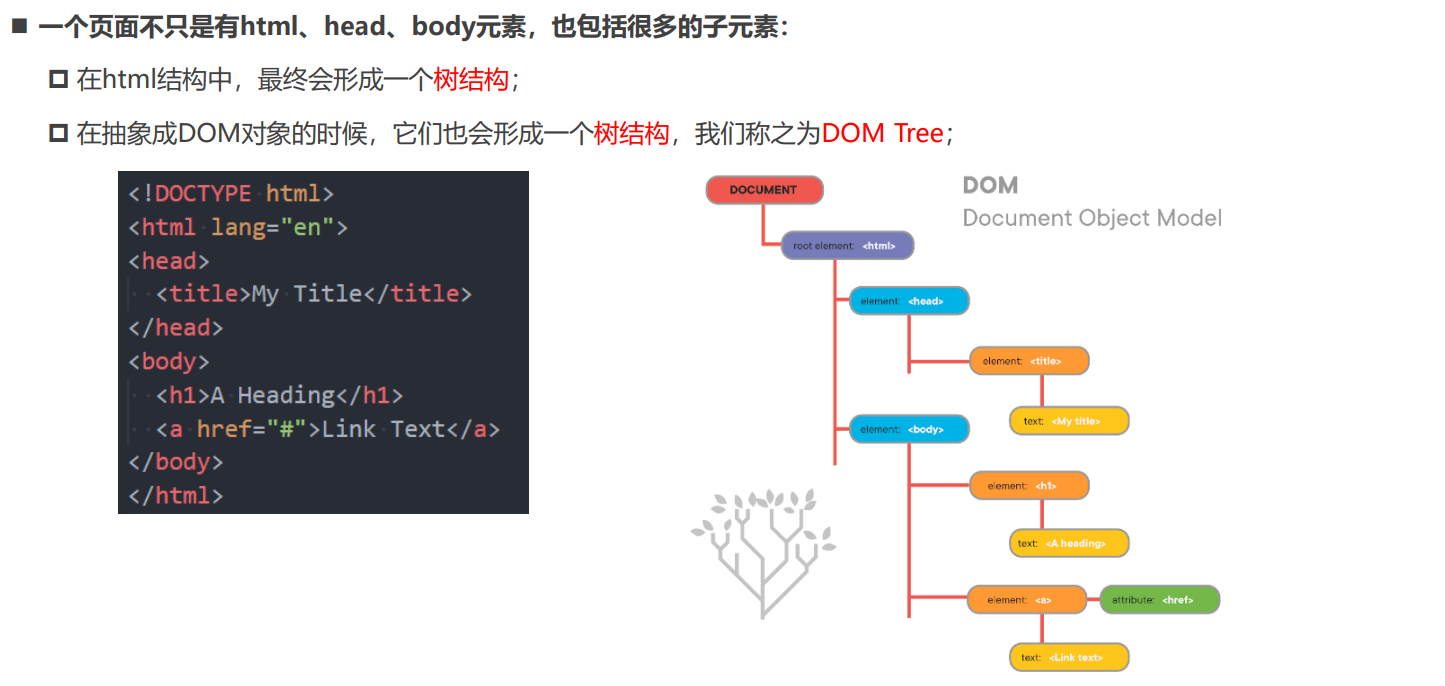 一个页面不只是有html、head、body元素，也包括很多的子元素：
在html结构中，最终会形成一个树结构；
在抽象成DOM对象的时候，它们也会形成一个树结构，我们称之为DOM Tree；
<!DOCTYPE html>
<html lang="en">
<head>
  <title>My Title</title>
</head>
<body>
  <h1>A Heading</h1>
  <a href="#">Link Text</a>
</body>
</html>
DOM
Document Object Model
DOCUMENT
root element: <html>
element: <head>
element: <title>
text: <My title>
element: <body>
element: <h1>
text: <A heading>
element: <a> attribute: <href>
text: <Link text>